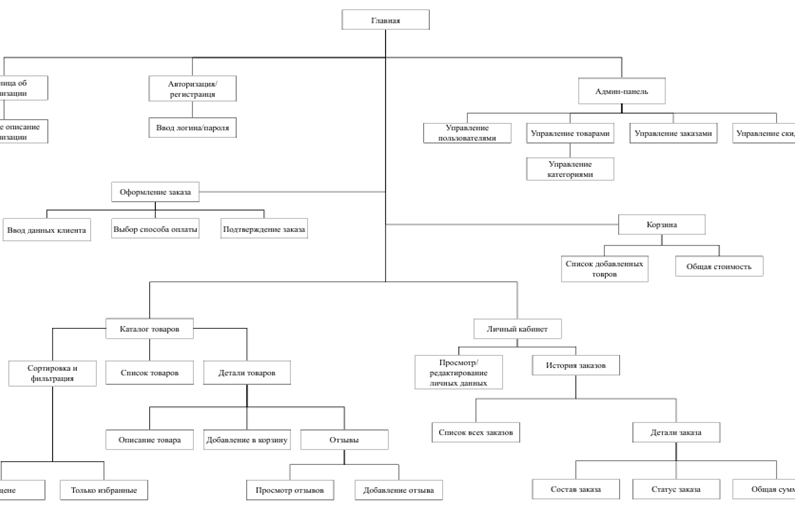 Главная
ница об
изации
е описание
изации
Авторизация/
регистраиця
Ввод логина/пароля
Админ-панель
Управление
пользователями
Управление товарами
Управление заказами
Управление ски
Управление
категориями
Оформление заказа
Ввод данных клиента
Выбор способа оплаты
Подтверждение заказа
Корзина
Список добавленных
товров
Общая стоимость
Каталог товаров
Сортировка и
фильтрация
Список товаров
Детали товаров
Описание товара
Добавление в корзину
Отзывы
цене
Только избранные
Просмотр отзывов
Добавление отзыва
Личный кабинет
Просмотр/
редактирование
личных данных
История заказов
Список всех заказов
Детали заказа
Состав заказа
Статус заказа
Общая сумм